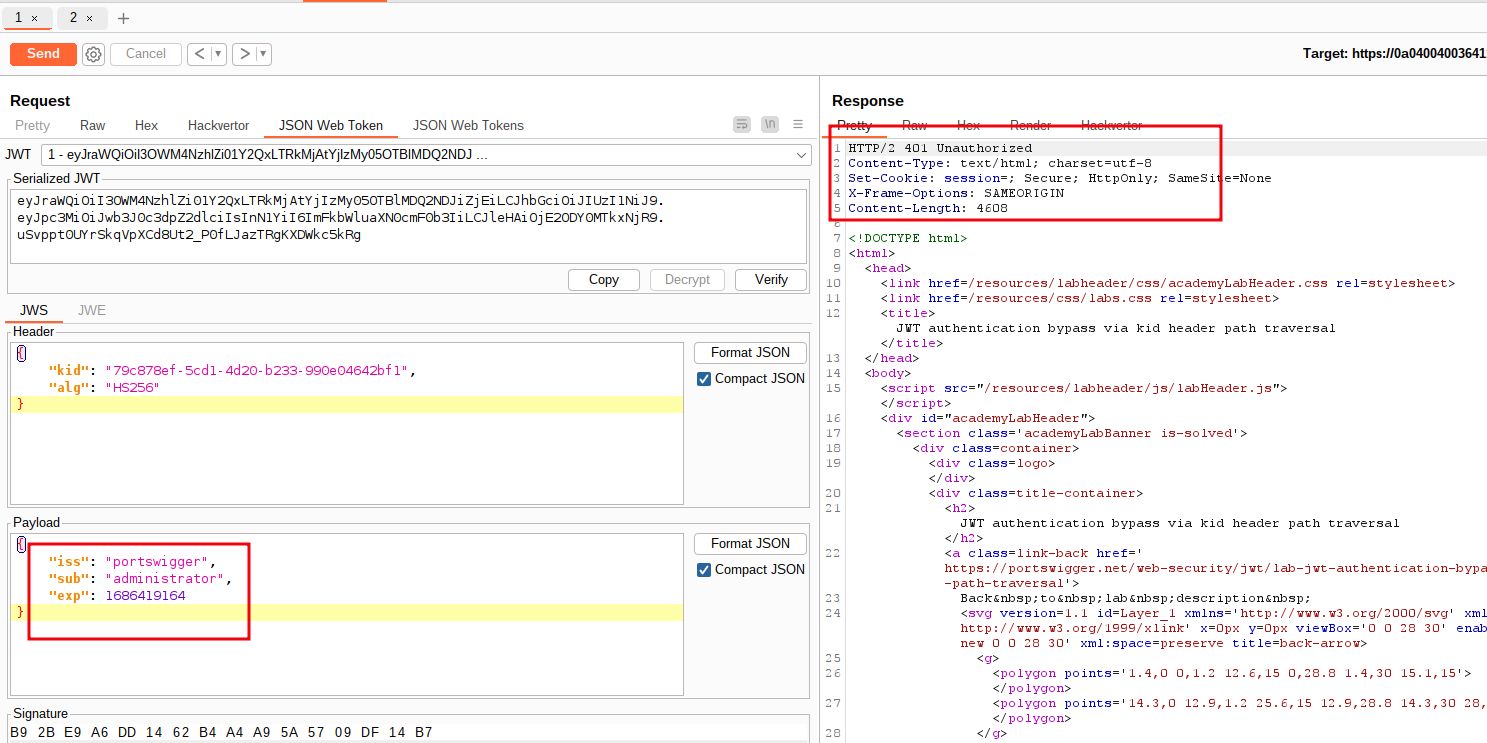 1 × 2 × +
Send Cancel < ▼ > ▼ Target: https://0a04004003641
Request
Pretty Raw Hex Hackvertor JSON Web Token JSON Web Tokens \n
JWT 1 - eyJraWQiOiI3OWM4NzhlZi01Y2QxLTRkMjAtYjIzMy05OTBlMDQ2NDJ ...
Serialized JWT
eyJraWQiOiI3OWM4NzhlZi01Y2QxLTRkMjAtYjIzMy05OTBlMDQ2NDJiZjEiLCJhbGciOiJIUzI1NiJ9.
eyJpc3MiOiJwb3J0c3dpZ2dlciIsInN1YiI6ImFkbWluaXN0cmF0b3IiLCJleHAiOjE2ODY0MTkxNjR9.
uSvppt0UYrSkqVpXCd8Ut2_P0fLJazTRgKXDWkc5kRg
Copy Decrypt Verify
JWS JWE
Header
{
"kid": "79c878ef-5cd1-4d20-b233-990e04642bf1",
"alg": "HS256"
}
Format JSON
Compact JSON
Payload
{
"iss": "portswigger",
"sub": "administrator",
"exp": 1686419164
}
Format JSON
Compact JSON
Signature
B9 2B E9 A6 DD 14 62 B4 A4 A9 5A 57 09 DF 14 B7
Response
Pretty Raw Hex Render Hackvertor
1 HTTP/2 401 Unauthorized
2 Content-Type: text/html; charset=utf-8
3 Set-Cookie: session=; Secure; HttpOnly; SameSite=None
4 X-Frame-Options: SAMEORIGIN
5 Content-Length: 4608
6
7 <!DOCTYPE html>
8 <html>
9 <head>
10 <link href=/resources/labheader/css/academyLabHeader.css rel=stylesheet>
11 <link href=/resources/css/labs.css rel=stylesheet>
12 <title>
JWT authentication bypass via kid header path traversal
</title>
13 </head>
14 <body>
15 <script src="/resources/labheader/js/labHeader.js">
</script>
16 <div id="academyLabHeader">
17 <section class='academyLabBanner is-solved'>
18 <div class=container>
19 <div class=logo>
</div>
20 <div class=title-container>
21 <h2>
JWT authentication bypass via kid header path traversal
</h2>
22 <a class=link-back href='
https://portswigger.net/web-security/jwt/lab-jwt-authentication-bypa
-path-traversal'>
23 Back&nbsp;to&nbsp;lab&nbsp;description&nbsp;
24 <svg version=1.1 id=Layer_1 xmlns='http://www.w3.org/2000/svg' xml
http://www.w3.org/1999/xlink' x=0px y=0px viewBox='0 0 28 30' enab
new 0 0 28 30' xml:space=preserve title=back-arrow>
25 <g>
26 <polygon points='1.4,0 0,1.2 12.6,15 0,28.8 1.4,30 15.1,15'>
</polygon>
27 <polygon points='14.3,0 12.9,1.2 25.6,15 12.9,28.8 14.3,30 28,
</polygon>
28 </g>